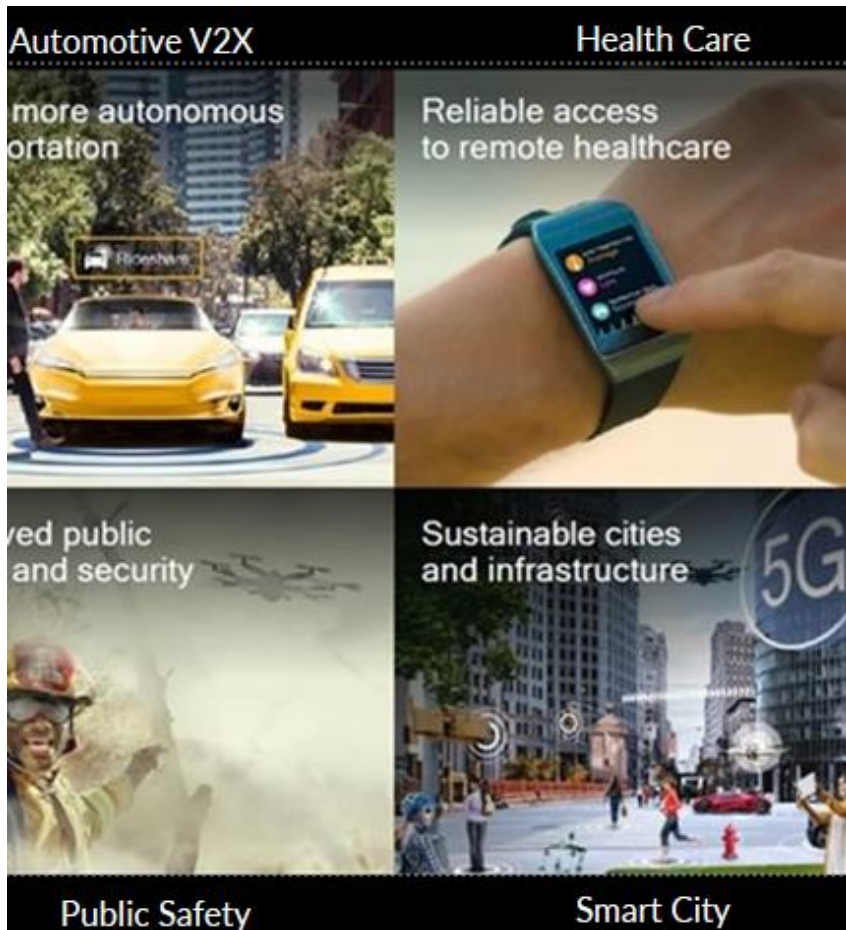 Automotive V2X
Health Care
more autonomous
ortation
Reliable access
to remote healthcare
Rideshare
ved public
and security
Sustainable cities
and infrastructure
5G
Public Safety
Smart City